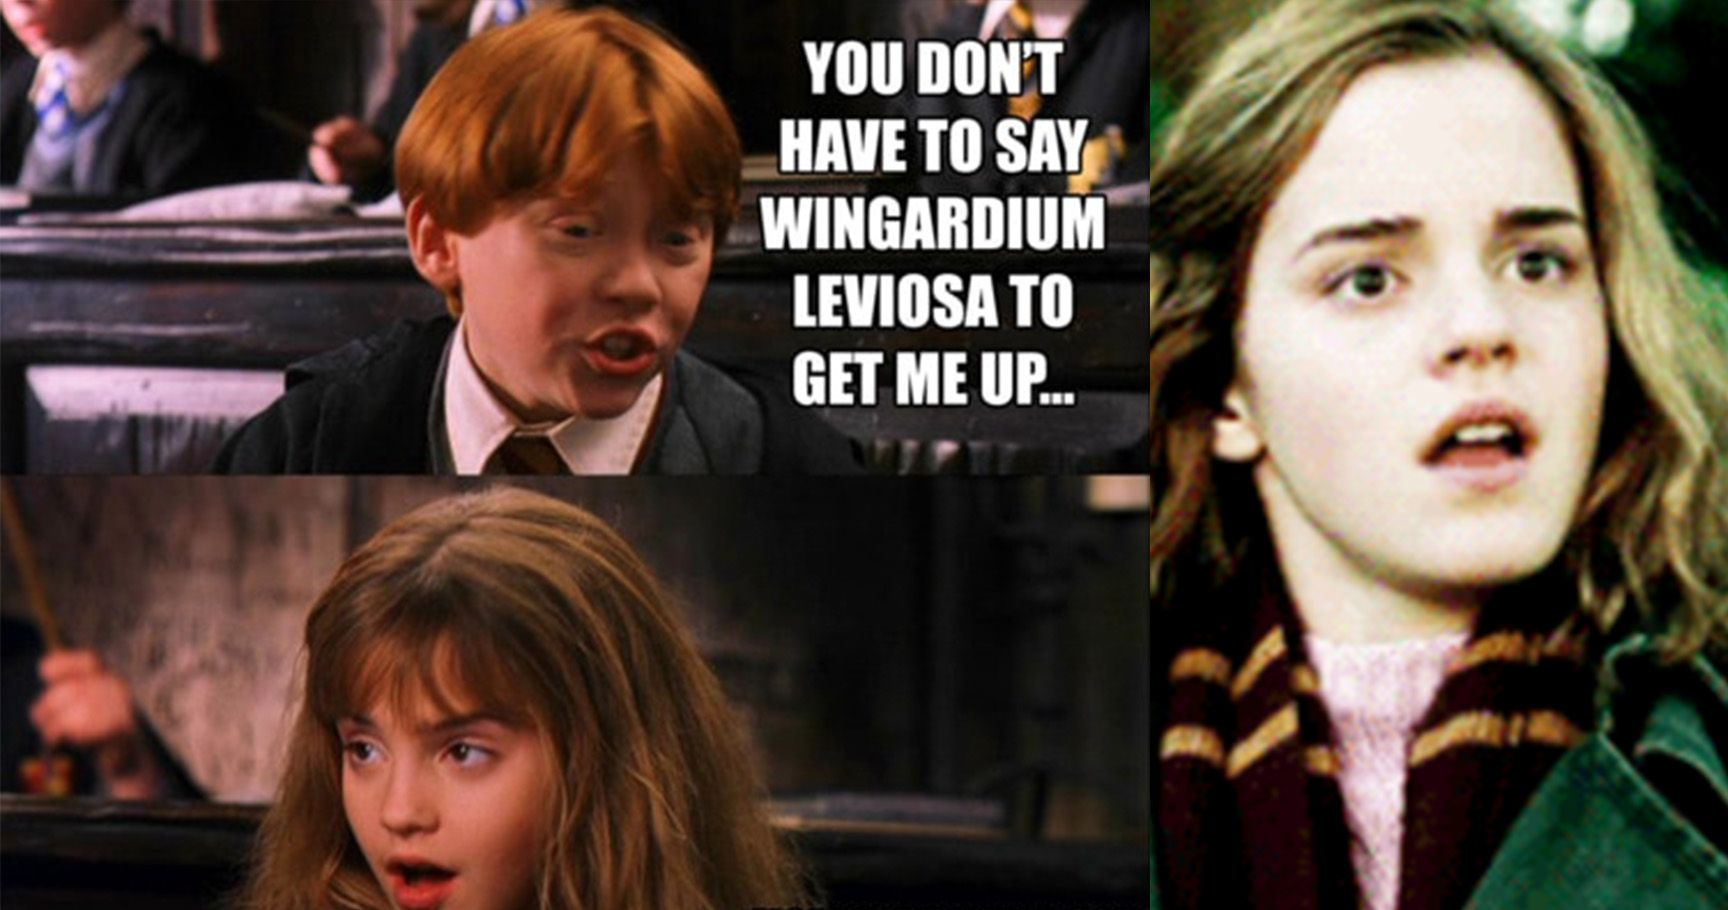 YOU DON'T
HAVE TO SAY
WINGARDIUM
LEVIOSA TO
GET ME UP...